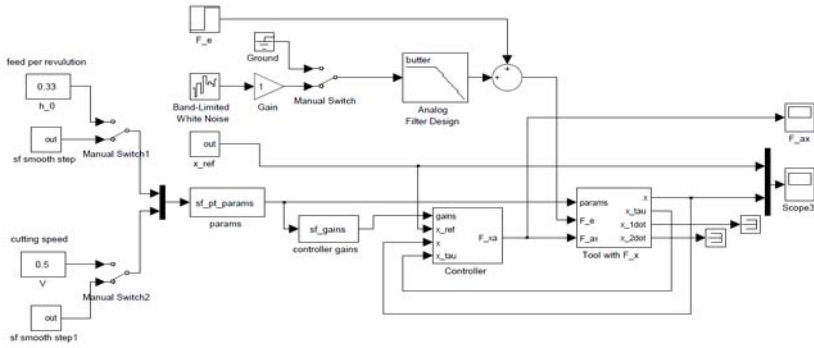 F_e
Ground
butter
feed per revulution
0.33
h_0
1
Gain
Manual Switch
Band-Limited
White Noise
Analog
Filter Design
out
sf smooth step
Manual Switch1
out
x_ref
F_ax
sf_pt_params
params
sf_gains
controller gains
gains
x_ref
x
x_tau
F_xa
Controller
params
F_e
F_ax
x
x_tau
x_1dot
x_2dot
Tool with F_x
Scope3
cutting speed
0.5
V
Manual Switch2
out
sf smooth step1